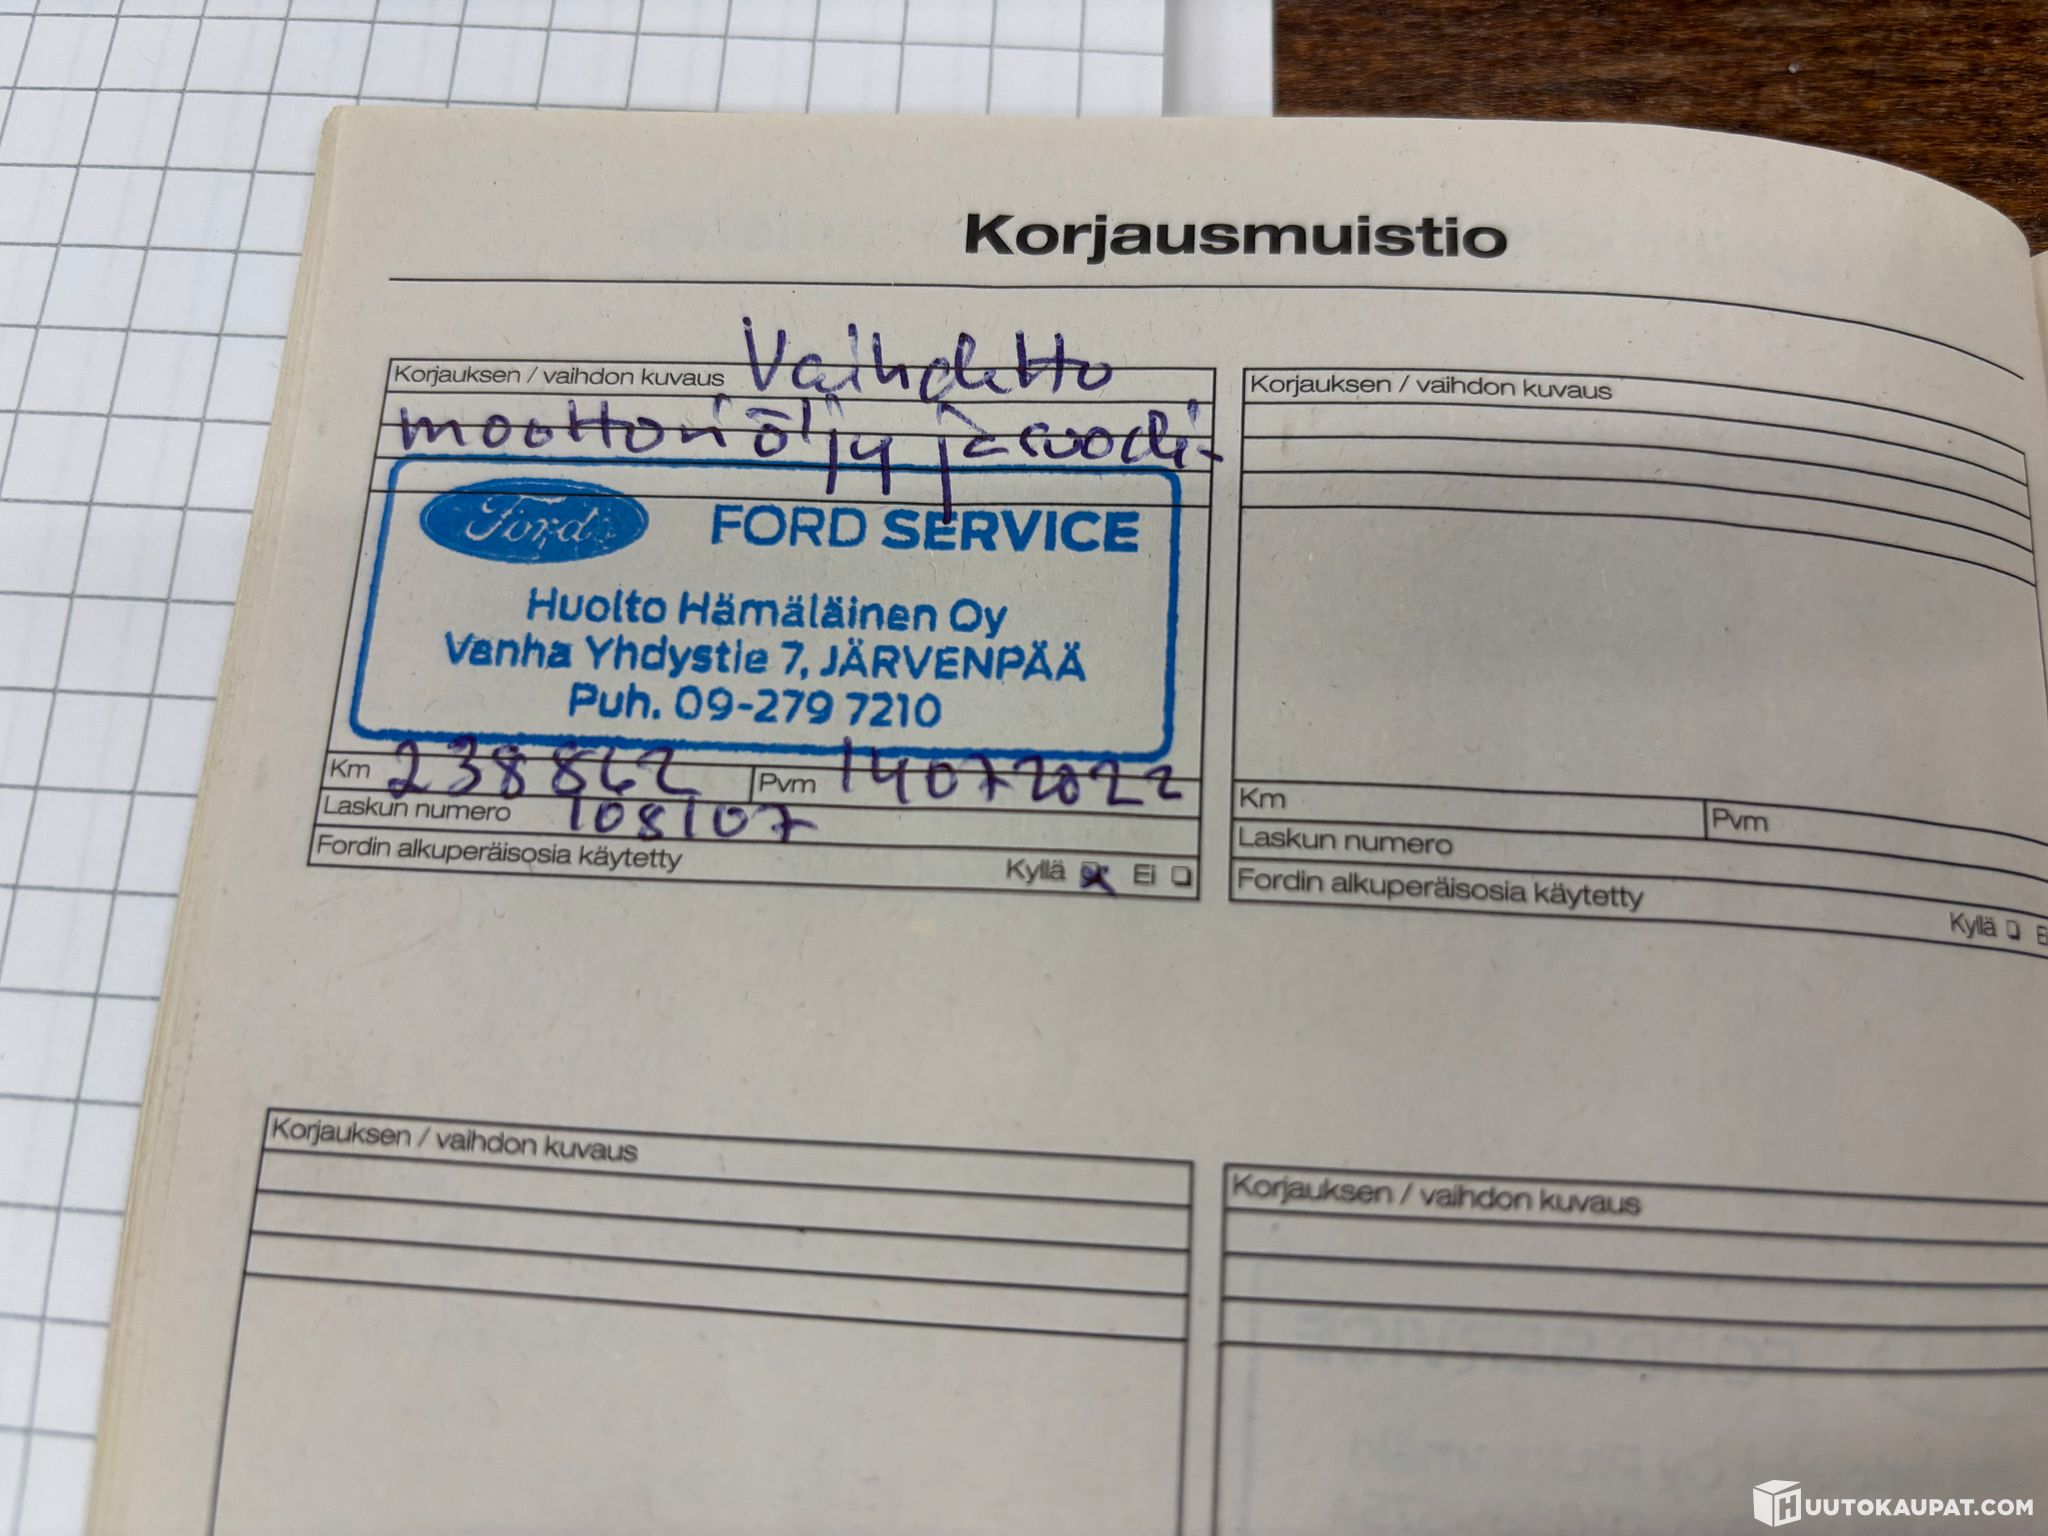 Korjausmuistio
Korjauksen / vaihdon kuvaus Vaihdettu
moottoriöljy ja suodi-
Ford FORD SERVICE
Huolto Hämäläinen Oy
Vanha Yhdystie 7, JÄRVENPÄÄ
Puh. 09-279 7210
Km 238862 Pvm 14072022
Laskun numero 108107
Fordin alkuperäisosia käytetty Kyllä Ei
Korjauksen / vaihdon kuvaus
Km Pvm
Laskun numero
Fordin alkuperäisosia käytetty
Kyllä
Korjauksen / vaihdon kuvaus
Korjauksen / vaihdon kuvaus
HUUTOKAUPAT.COM